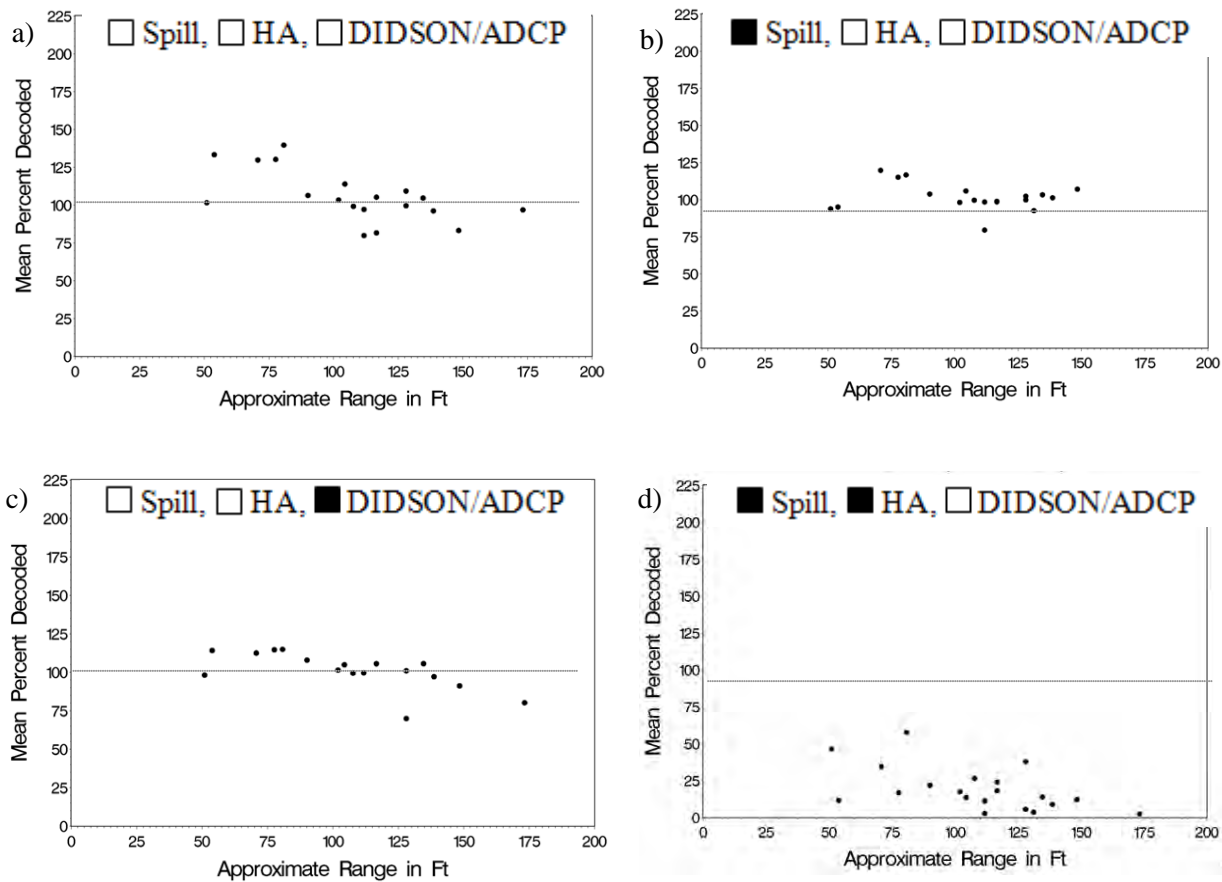 a) Spill, HA, DIDSON/ADCP
225
200
175
150
125
100
75
50
25
0
Mean Percent Decoded
0 25 50 75 100 125 150 175 200
Approximate Range in Ft
b) Spill, HA, DIDSON/ADCP
225
200
175
150
125
100
75
50
25
0
Mean Percent Decoded
0 25 50 75 100 125 150 175 200
Approximate Range in Ft
c) Spill, HA, DIDSON/ADCP
225
200
175
150
125
100
75
50
25
0
Mean Percent Decoded
0 25 50 75 100 125 150 175 200
Approximate Range in Ft
d) Spill, HA, DIDSON/ADCP
225
200
175
150
125
100
75
50
25
0
Mean Percent Decoded
0 25 50 75 100 125 150 175 200
Approximate Range in Ft